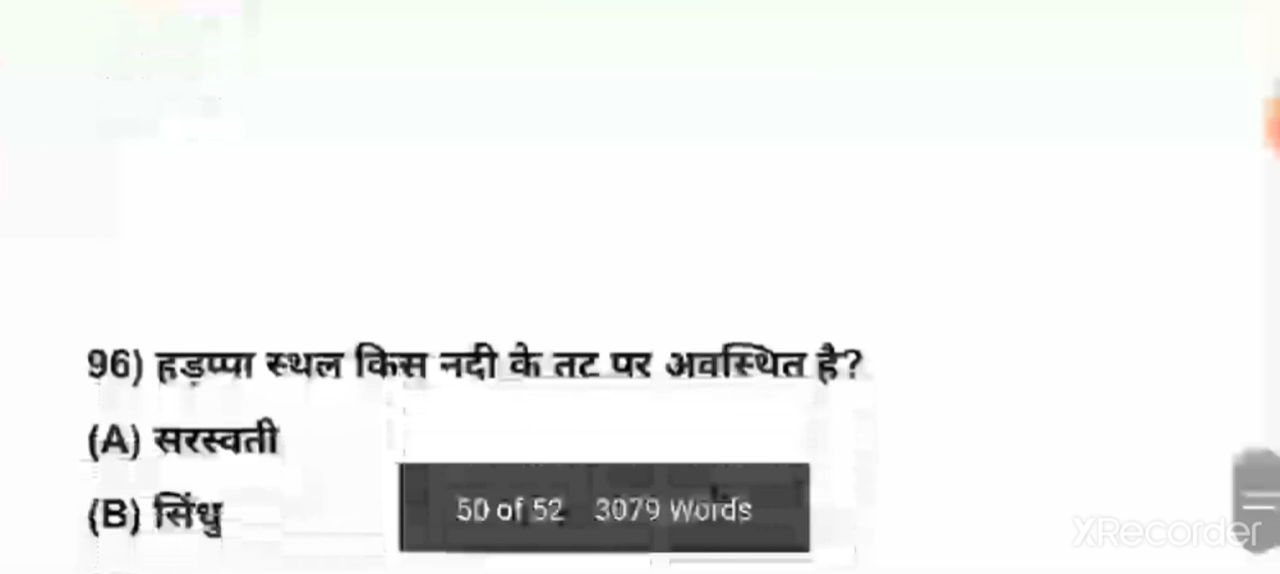 96) हड़प्पा स्थल किस नदी के तट पर अवस्थित है?
(A) सरस्वती
(B) सिंधु
50 of 52 3079 Words
XRecorder